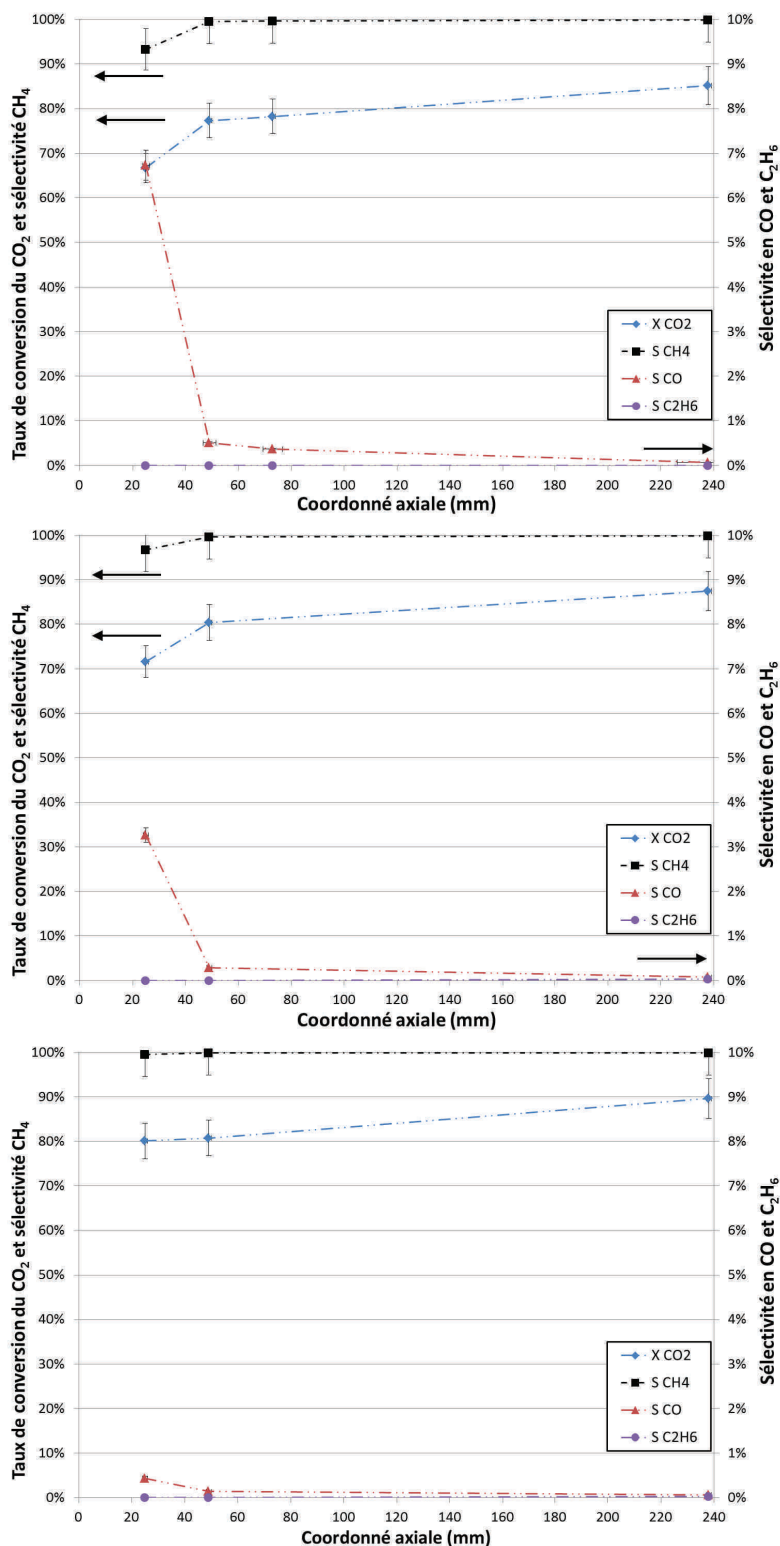 Taux de conversion du CO2 et sélectivité CH4
100%
90%
80%
70%
60%
50%
40%
30%
20%
10%
0%
10%
9%
8%
7%
6%
5%
4%
3%
2%
1%
0%
Sélectivité en CO et C2H6
X CO2
S CH4
S CO
S C2H6
0 20 40 60 80 100 120 140 160 180 200 220 240
Coordonné axiale (mm)
Taux de conversion du CO2 et sélectivité CH4
100%
90%
80%
70%
60%
50%
40%
30%
20%
10%
0%
10%
9%
8%
7%
6%
5%
4%
3%
2%
1%
0%
Sélectivité en CO et C2H6
X CO2
S CH4
S CO
S C2H6
0 20 40 60 80 100 120 140 160 180 200 220 240
Coordonné axiale (mm)
Taux de conversion du CO2 et sélectivité CH4
100%
90%
80%
70%
60%
50%
40%
30%
20%
10%
0%
10%
9%
8%
7%
6%
5%
4%
3%
2%
1%
0%
Sélectivité en CO et C2H6
X CO2
S CH4
S CO
S C2H6
0 20 40 60 80 100 120 140 160 180 200 220 240
Coordonné axiale (mm)